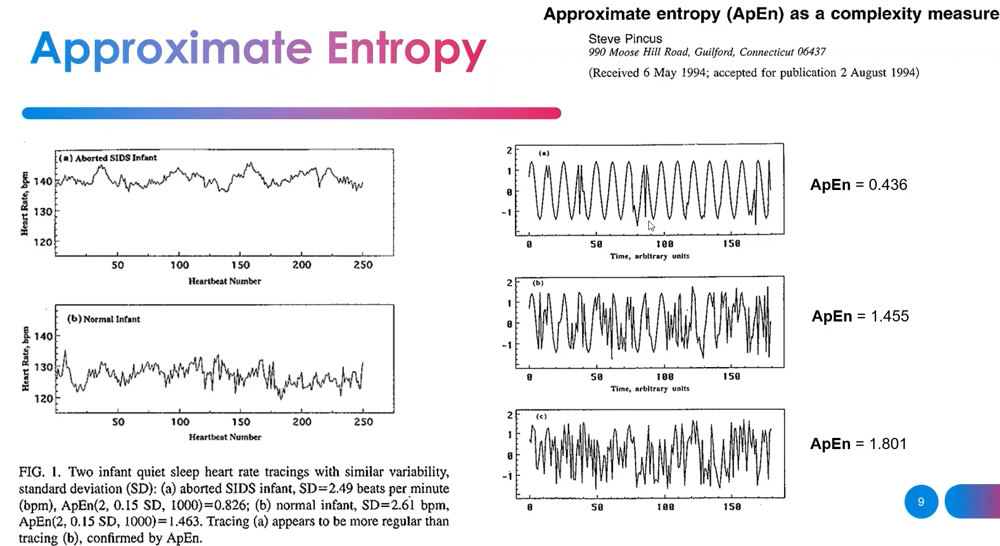 Approximate entropy (ApEn) as a complexity measure
Approximate Entropy
Steve Pincus
990 Moose Hill Road, Guilford, Connecticut 06437
(Received 6 May 1994; accepted for publication 2 August 1994)
(a) Aborted SIDS Infant
Heart Rate, bpm
140
130
120
50 100 150 200 250
Heartbeat Number
(b) Normal Infant
Heart Rate, bpm
140
130
120
50 100 150 200 250
Heartbeat Number
FIG. 1. Two infant quiet sleep heart rate tracings with similar variability,
standard deviation (SD): (a) aborted SIDS infant, SD=2.49 beats per minute
(bpm), ApEn(2, 0.15 SD, 1000)=0.826; (b) normal infant, SD=2.61 bpm,
ApEn(2, 0.15 SD, 1000)=1.463. Tracing (a) appears to be more regular than
tracing (b), confirmed by ApEn.
(a)
2
1
0
-1
0 50 100 150
Time, arbitrary units
ApEn = 0.436
(b)
2
1
0
-1
0 50 100 150
Time, arbitrary units
ApEn = 1.455
(c)
2
1
0
-1
0 50 100 150
ApEn = 1.801
9